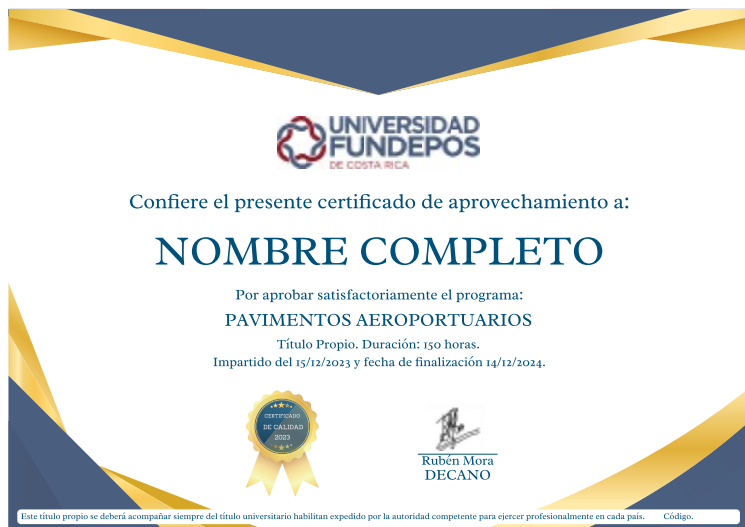 UNIVERSIDAD
FUNDEPOS
DE COSTA RICA
Confiere el presente certificado de aprovechamiento a:
NOMBRE COMPLETO
Por aprobar satisfactoriamente el programa:
PAVIMENTOS AEROPORTUARIOS
Título Propio. Duración: 150 horas.
Impartido del 15/12/2023 y fecha de finalización 14/12/2024.
CERTIFICADO
DE CALIDAD
2023
Rubén Mora
DECANO
Este título propio se deberá acompañar siempre del título universitario habilitan expedido por la autoridad competente para ejercer profesionalmente en cada país. Código.